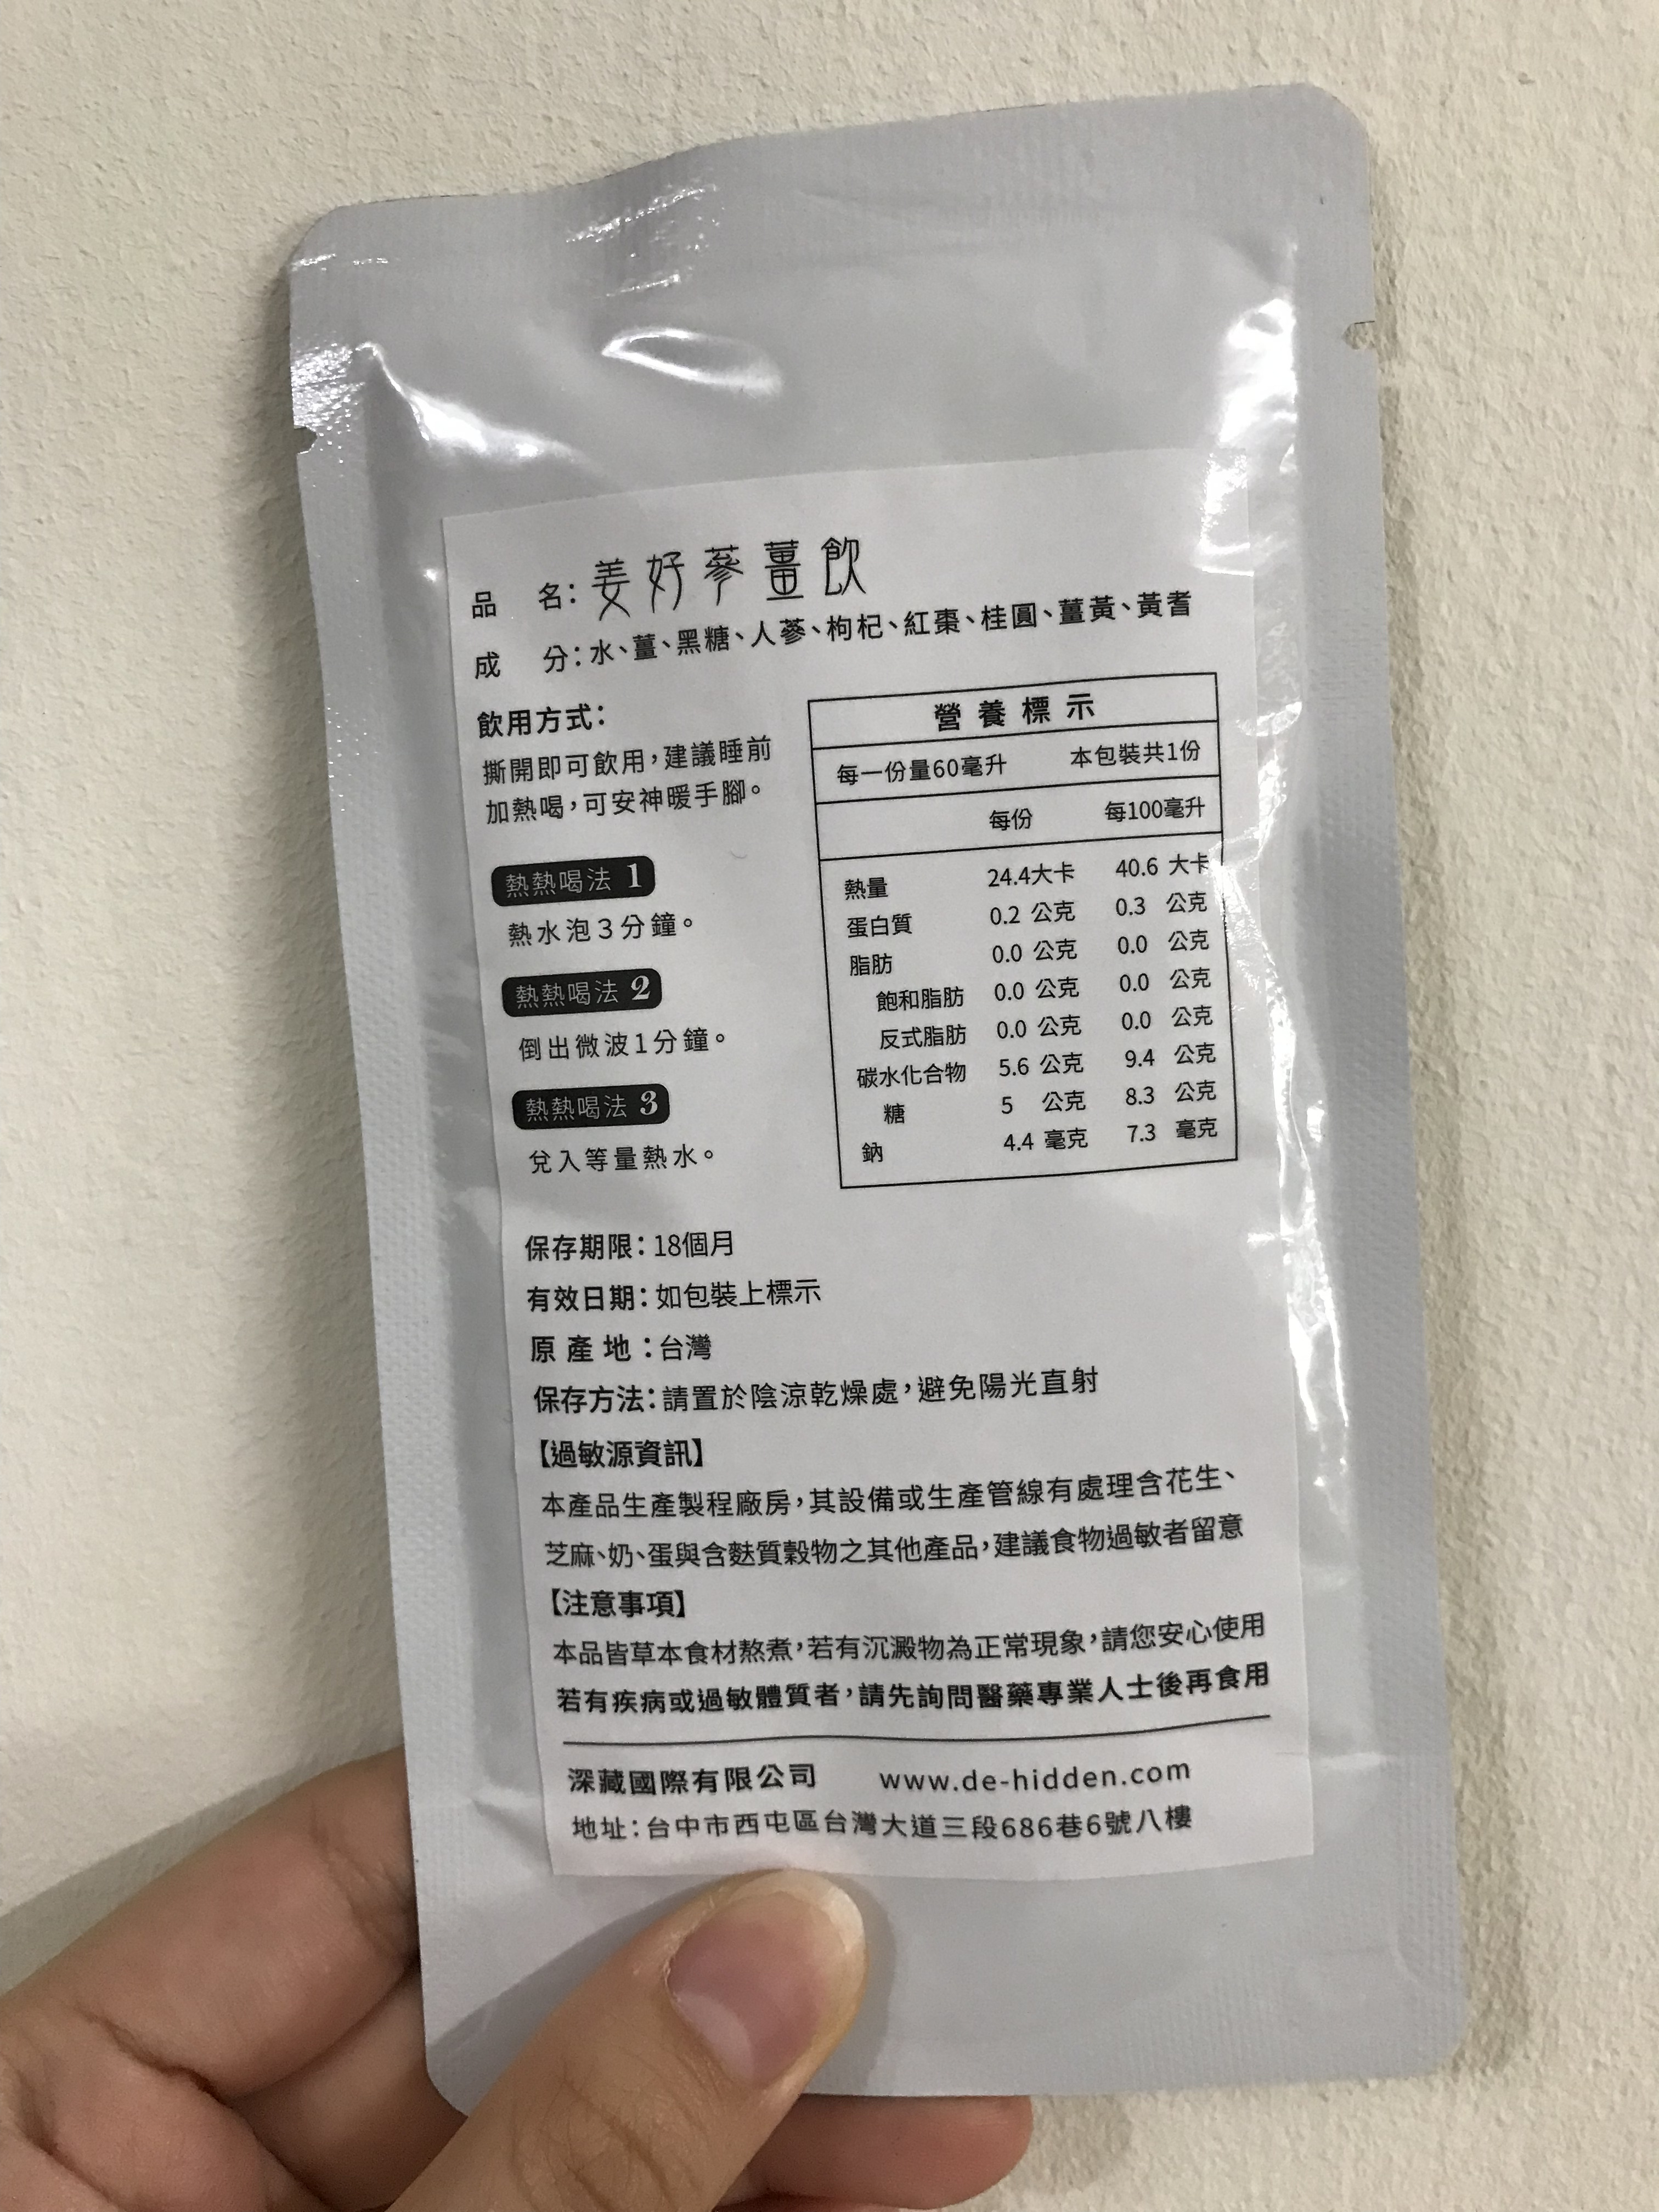 品 名：姜好蔘薑飲
成 分：水、薑、黑糖、人蔘、枸杞、紅棗、桂圓、薑黃、黃耆
飲用方式：
撕開即可飲用，建議睡前
加熱喝，可安神暖手腳。
熱熱喝法 1
熱水泡3分鐘。
熱熱喝法 2
倒出微波1分鐘。
熱熱喝法 3
兌入等量熱水。
營養標示
每一份量60毫升 本包裝共1份
每份 每100毫升
熱量 24.4大卡 40.6 大卡
蛋白質 0.2 公克 0.3 公克
脂肪 0.0 公克 0.0 公克
飽和脂肪 0.0 公克 0.0 公克
反式脂肪 0.0 公克 0.0 公克
碳水化合物 5.6 公克 9.4 公克
糖 5 公克 8.3 公克
鈉 4.4 毫克 7.3 毫克
保存期限：18個月
有效日期：如包裝上標示
原產地：台灣
保存方法：請置於陰涼乾燥處，避免陽光直射
【過敏源資訊】
本產品生產製程廠房，其設備或生產管線有處理含花生、
芝麻、奶、蛋與含麩質穀物之其他產品，建議食物過敏者留意
【注意事項】
本品皆草本食材熬煮，若有沉澱物為正常現象，請您安心使用
若有疾病或過敏體質者，請先詢問醫藥專業人士後再食用
深藏國際有限公司 www.de-hidden.com
地址：台中市西屯區台灣大道三段686巷6號八樓